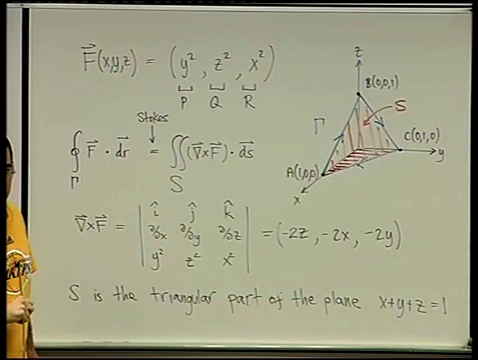 F⃗(x,y,z) = (y², z², x²)
P Q R
Stokes
∮ F⃗ · dr⃗ = ∬ (∇⃗×F⃗) · ds⃗
Γ S
∇⃗×F⃗ = | î ĵ k̂ |
| ∂/∂x ∂/∂y ∂/∂z | = (-2z, -2x, -2y)
| y² z² x² |
S is the triangular part of the plane x+y+z=1
z
B(0,0,1)
S
Γ
C(0,1,0)
y
A(1,0,0)
x